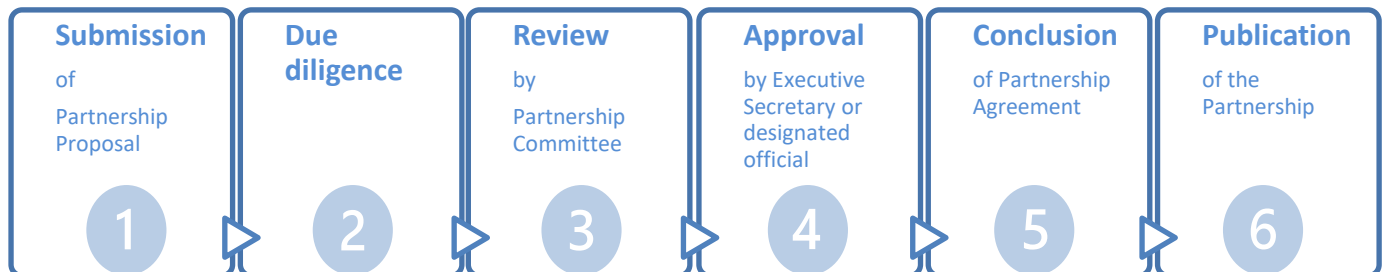 Submission
of
Partnership
Proposal
1
Due
diligence
2
Review
by
Partnership
Committee
3
Approval
by Executive
Secretary or
designated
official
4
Conclusion
of Partnership
Agreement
5
Publication
of the
Partnership
6